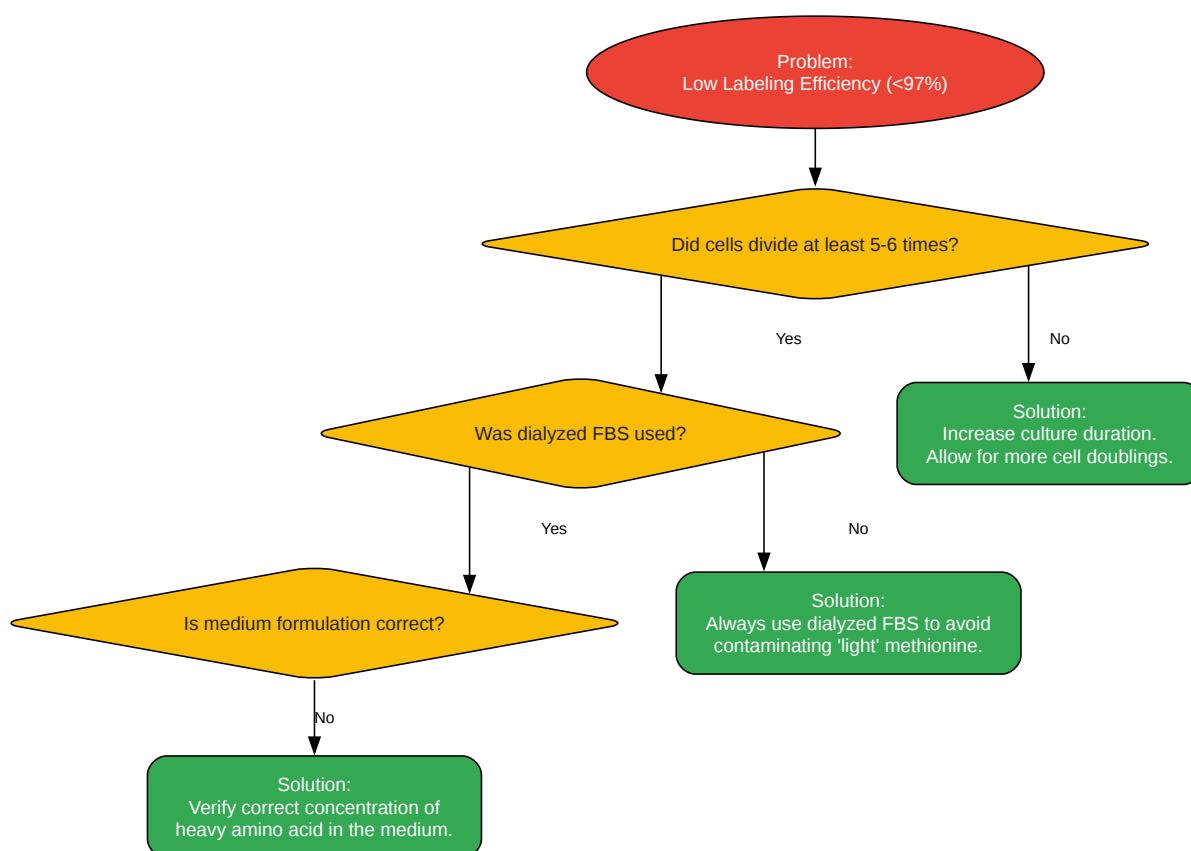 Problem:
Low Labeling Efficiency (<97%)
Did cells divide at least 5-6 times?
Yes
No
Solution:
Increase culture duration.
Allow for more cell doublings.
Was dialyzed FBS used?
Yes
No
Solution:
Always use dialyzed FBS to avoid
contaminating 'light' methionine.
Is medium formulation correct?
No
Solution:
Verify correct concentration of
heavy amino acid in the medium.